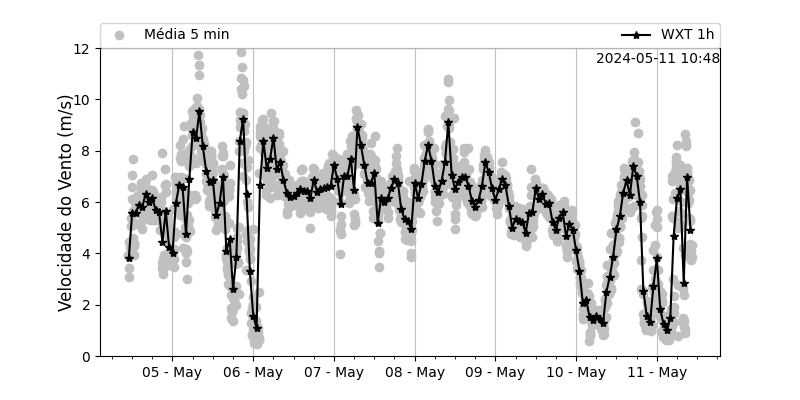 Média 5 min
WXT 1h
2024-05-11 10:48
Velocidade do Vento (m/s)
12
10
8
6
4
2
0
05 - May
06 - May
07 - May
08 - May
09 - May
10 - May
11 - May